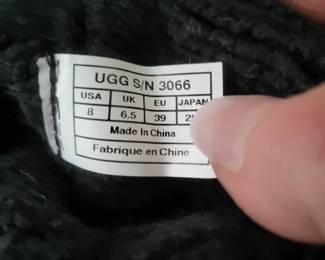 UGG S/N 3066
USA UK EU JAPAN
8 6.5 39
Made In China
Fabrique en Chine